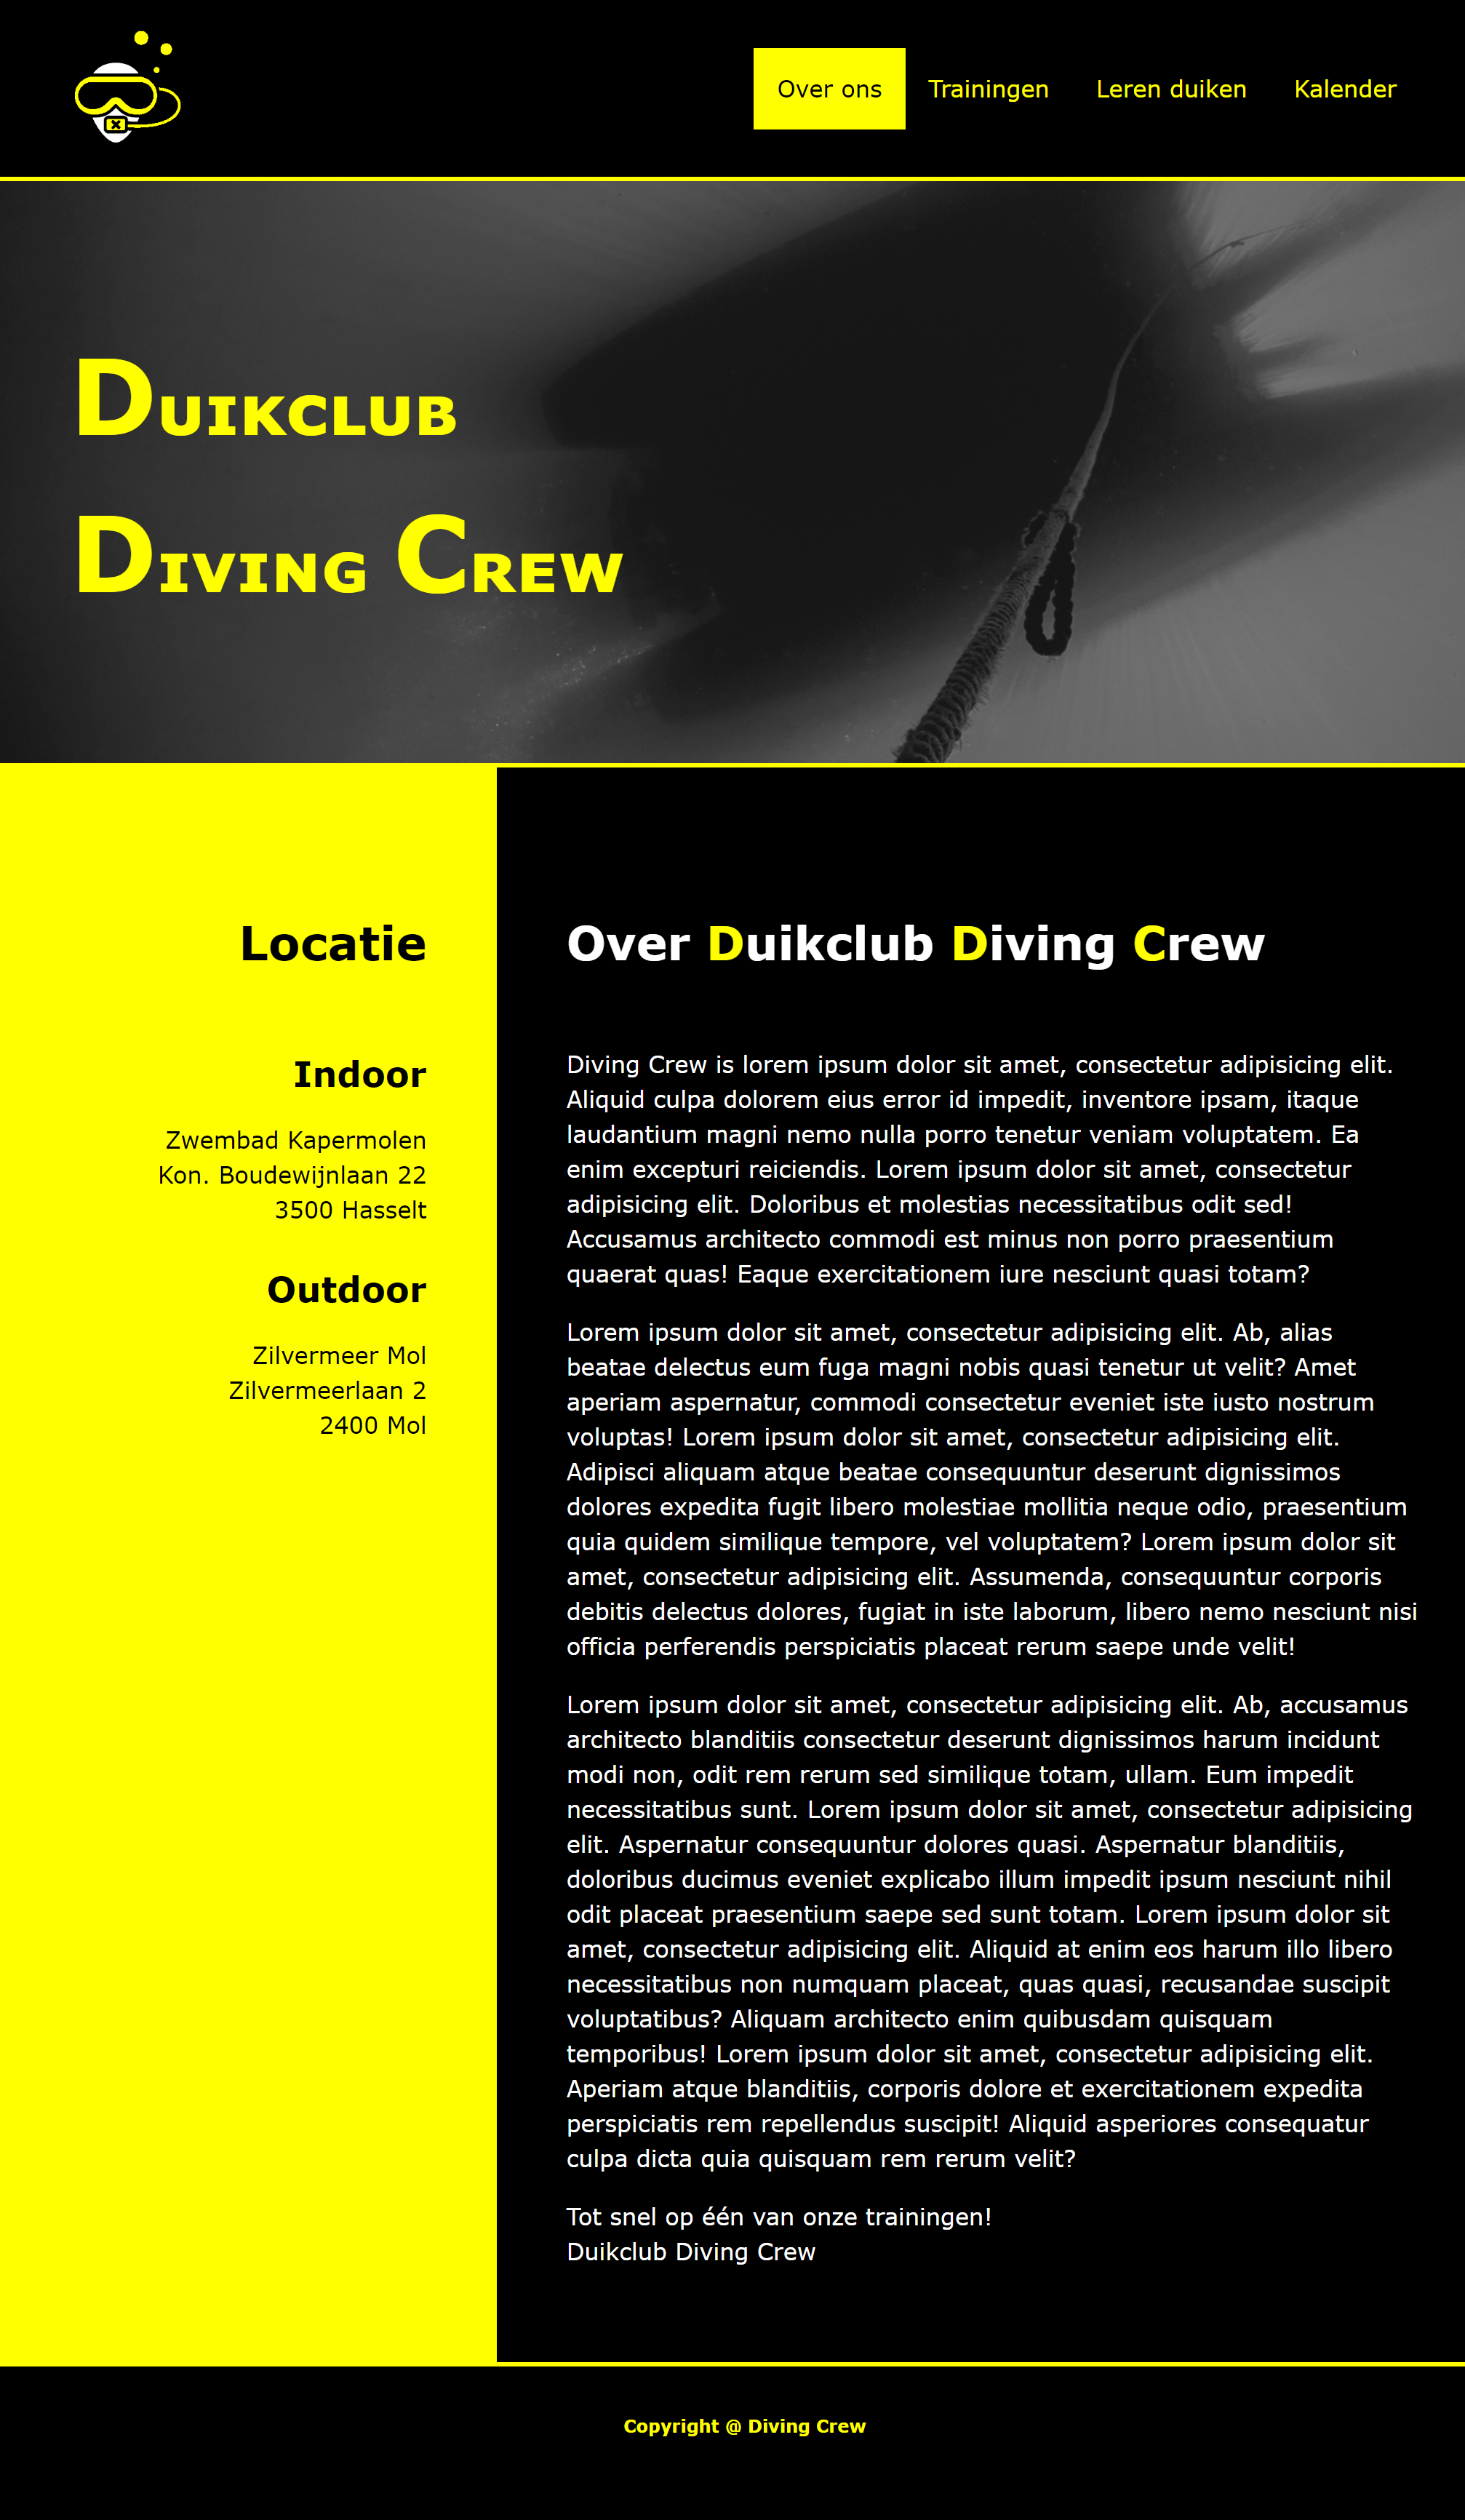 Over ons Trainingen Leren duiken Kalender
Duikclub
Diving Crew
Locatie
Indoor
Zwembad Kapermolen
Kon. Boudewijnlaan 22
3500 Hasselt
Outdoor
Zilvermeer Mol
Zilvermeerlaan 2
2400 Mol
Over Duikclub Diving Crew
Diving Crew is lorem ipsum dolor sit amet, consectetur adipisicing elit.
Aliquid culpa dolorem eius error id impedit, inventore ipsam, itaque
laudantium magni nemo nulla porro tenetur veniam voluptatem. Ea
enim excepturi reiciendis. Lorem ipsum dolor sit amet, consectetur
adipisicing elit. Doloribus et molestias necessitatibus odit sed!
Accusamus architecto commodi est minus non porro praesentium
quaerat quas! Eaque exercitationem iure nesciunt quasi totam?
Lorem ipsum dolor sit amet, consectetur adipisicing elit. Ab, alias
beatae delectus eum fuga magni nobis quasi tenetur ut velit? Amet
aperiam aspernatur, commodi consectetur eveniet iste iusto nostrum
voluptas! Lorem ipsum dolor sit amet, consectetur adipisicing elit.
Adipisci aliquam atque beatae consequuntur deserunt dignissimos
dolores expedita fugit libero molestiae mollitia neque odio, praesentium
quia quidem similique tempore, vel voluptatem? Lorem ipsum dolor sit
amet, consectetur adipisicing elit. Assumenda, consequuntur corporis
debitis delectus dolores, fugiat in iste laborum, libero nemo nesciunt nisi
officia perferendis perspiciatis placeat rerum saepe unde velit!
Lorem ipsum dolor sit amet, consectetur adipisicing elit. Ab, accusamus
architecto blanditiis consectetur deserunt dignissimos harum incidunt
modi non, odit rem rerum sed similique totam, ullam. Eum impedit
necessitatibus sunt. Lorem ipsum dolor sit amet, consectetur adipisicing
elit. Aspernatur consequuntur dolores quasi. Aspernatur blanditiis,
doloribus ducimus eveniet explicabo illum impedit ipsum nesciunt nihil
odit placeat praesentium saepe sed sunt totam. Lorem ipsum dolor sit
amet, consectetur adipisicing elit. Aliquid at enim eos harum illo libero
necessitatibus non numquam placeat, quas quasi, recusandae suscipit
voluptatibus? Aliquam architecto enim quibusdam quisquam
temporibus! Lorem ipsum dolor sit amet, consectetur adipisicing elit.
Aperiam atque blanditiis, corporis dolore et exercitationem expedita
perspiciatis rem repellendus suscipit! Aliquid asperiores consequatur
culpa dicta quia quisquam rem rerum velit?
Tot snel op één van onze trainingen!
Duikclub Diving Crew
Copyright @ Diving Crew